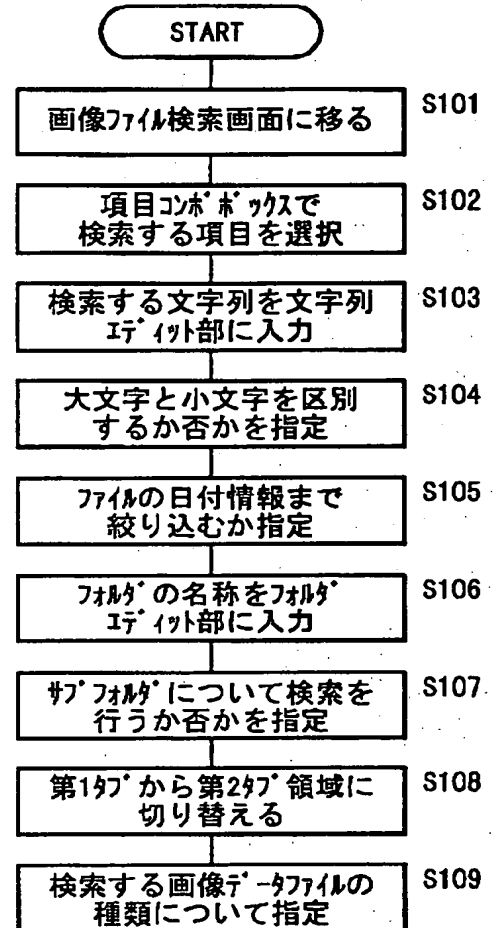 START
画像ﾌｧｲﾙ検索画面に移る
S101
項目ｺﾝﾎﾞﾎﾞｯｸｽで
検索する項目を選択
S102
検索する文字列を文字列
ｴﾃﾞｨｯﾄ部に入力
S103
大文字と小文字を区別
するか否かを指定
S104
ﾌｧｲﾙの日付情報まで
絞り込むか指定
S105
ﾌｫﾙﾀﾞの名称をﾌｫﾙﾀﾞ
ｴﾃﾞｨｯﾄ部に入力
S106
ｻﾌﾞﾌｫﾙﾀﾞについて検索を
行うか否かを指定
S107
第1ﾀﾌﾞから第2ﾀﾌﾞ領域に
切り替える
S108
検索する画像ﾃﾞｰﾀﾌｧｲﾙの
種類について指定
S109